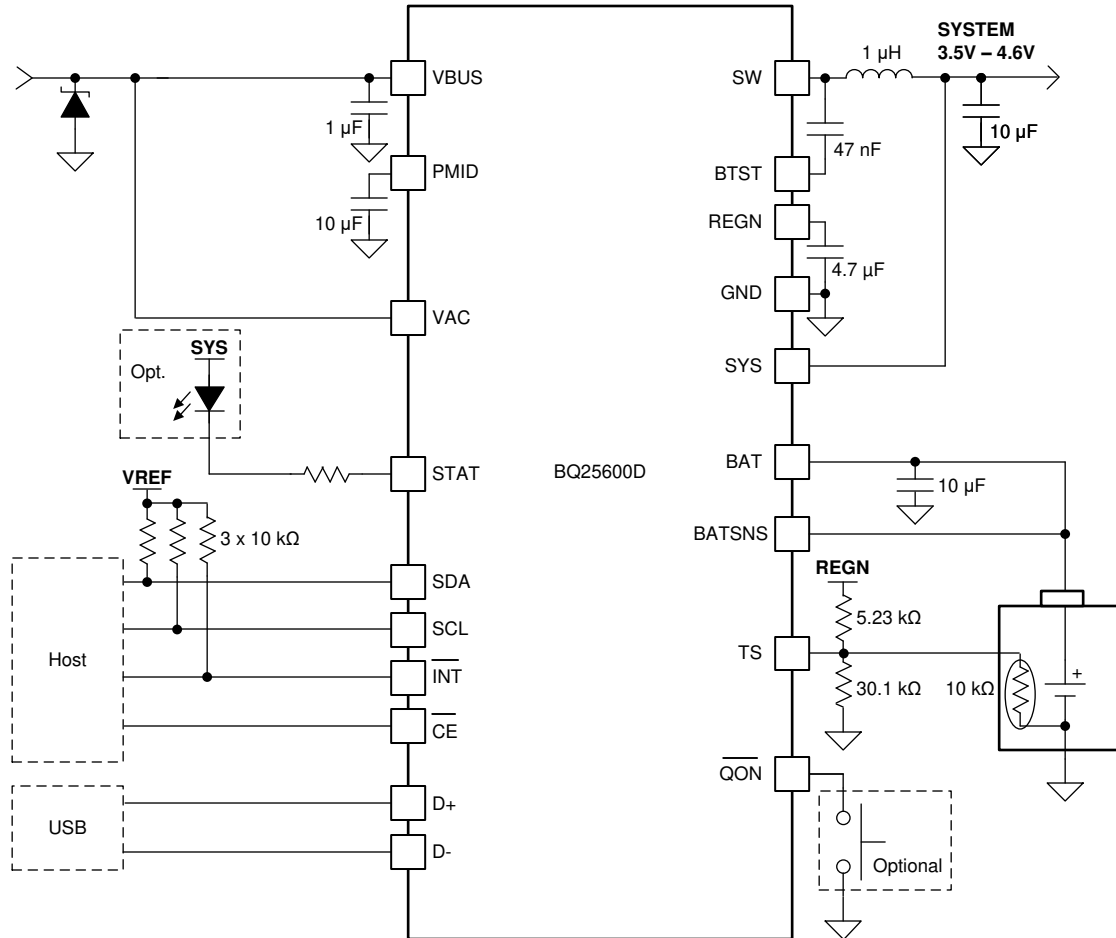 SYSTEM
3.5V – 4.6V
VBUS
SW
1 µH
1 µF
10 µF
47 nF
PMID
BTST
10 µF
REGN
4.7 µF
GND
VAC
SYS
Opt.
SYS
STAT
BQ25600D
BAT
10 µF
VREF
3 x 10 kΩ
BATSNS
REGN
SDA
5.23 kΩ
SCL
TS
Host
INT
30.1 kΩ
10 kΩ
+
CE
QON
D+
USB
D-
Optional